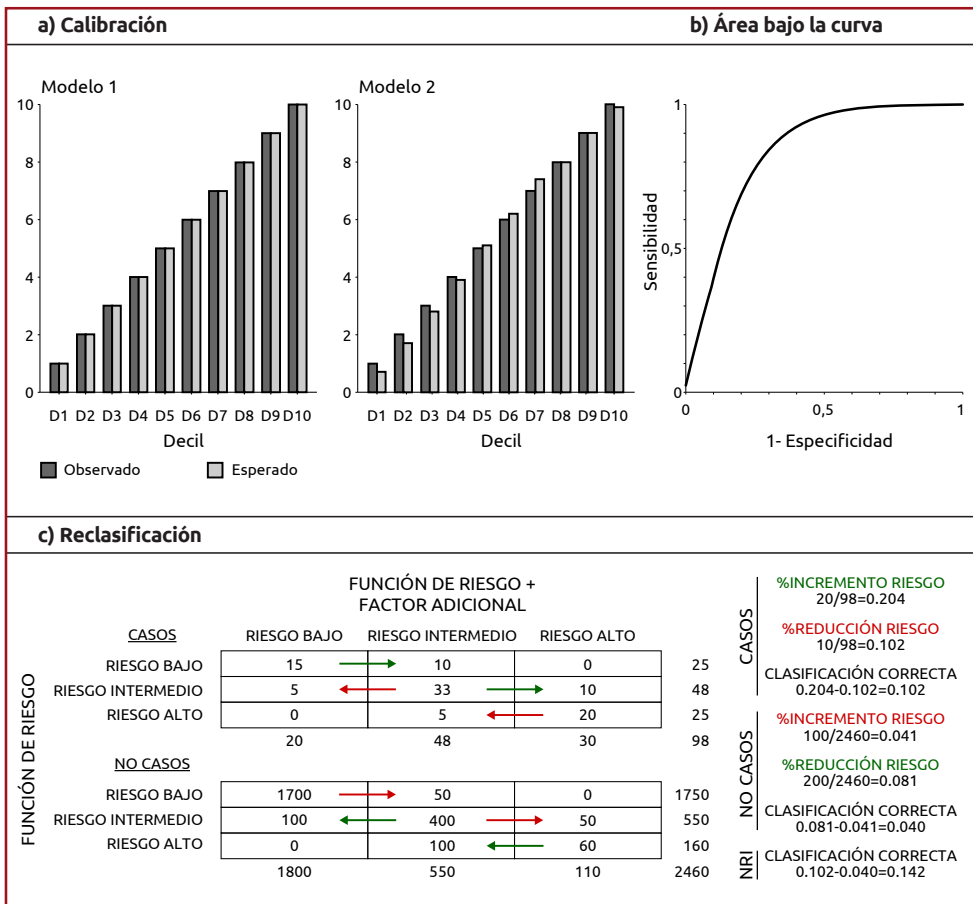 a) Calibración
b) Área bajo la curva
Modelo 1
10
8
6
4
2
0
D1 D2 D3 D4 D5 D6 D7 D8 D9 D10
Decil
Modelo 2
10
8
6
4
2
0
D1 D2 D3 D4 D5 D6 D7 D8 D9 D10
Decil
Observado Esperado
Sensibilidad
1
0,5
0
0 0,5 1
1- Especificidad
c) Reclasificación
FUNCIÓN DE RIESGO +
FACTOR ADICIONAL
FUNCIÓN DE RIESGO
CASOS RIESGO BAJO RIESGO INTERMEDIO RIESGO ALTO
RIESGO BAJO 15 10 0 25
RIESGO INTERMEDIO 5 33 10 48
RIESGO ALTO 0 5 20 25
20 48 30 98
NO CASOS
RIESGO BAJO 1700 50 0 1750
RIESGO INTERMEDIO 100 400 50 550
RIESGO ALTO 0 100 60 160
1800 550 110 2460
CASOS
%INCREMENTO RIESGO
20/98=0.204
%REDUCCIÓN RIESGO
10/98=0.102
CLASIFICACIÓN CORRECTA
0.204-0.102=0.102
NO CASOS
%INCREMENTO RIESGO
100/2460=0.041
%REDUCCIÓN RIESGO
200/2460=0.081
CLASIFICACIÓN CORRECTA
0.081-0.041=0.040
NRI
CLASIFICACIÓN CORRECTA
0.102-0.040=0.142